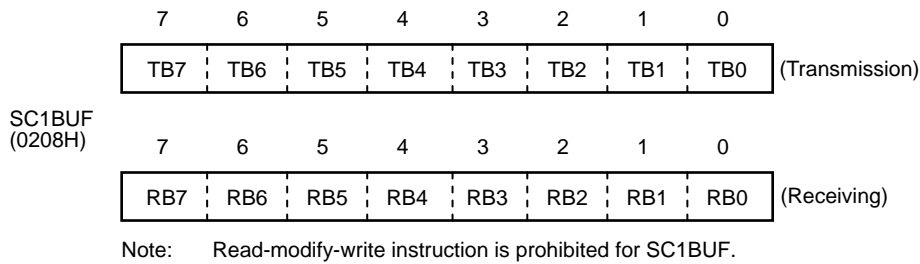 7 6 5 4 3 2 1 0
TB7 TB6 TB5 TB4 TB3 TB2 TB1 TB0 (Transmission)
SC1BUF
(0208H)
7 6 5 4 3 2 1 0
RB7 RB6 RB5 RB4 RB3 RB2 RB1 RB0 (Receiving)
Note: Read-modify-write instruction is prohibited for SC1BUF.